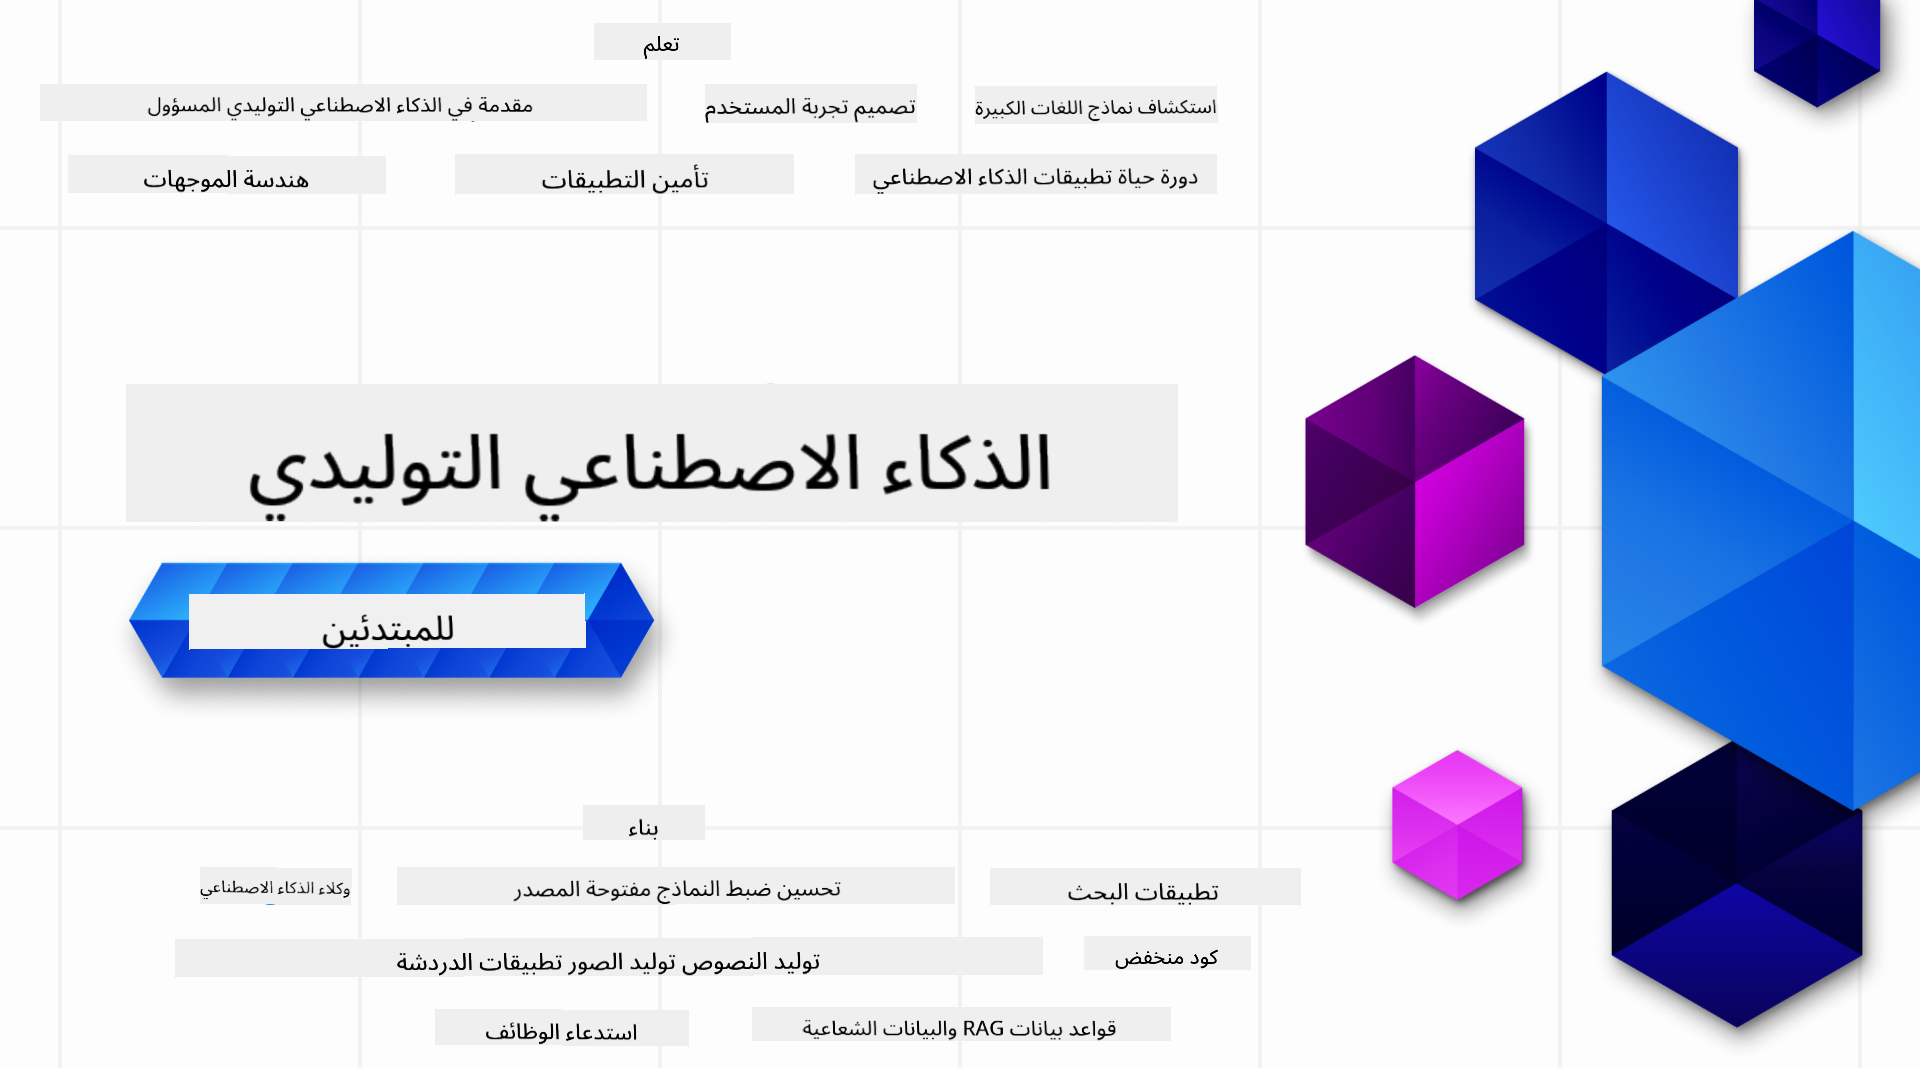 تعلم
استكشاف نماذج اللغات الكبيرة
تصميم تجربة المستخدم
مقدمة في الذكاء الاصطناعي التوليدي المسؤول
دورة حياة تطبيقات الذكاء الاصطناعي
تأمين التطبيقات
هندسة الموجهات
الذكاء الاصطناعي التوليدي
للمبتدئين
بناء
تطبيقات البحث
تحسين ضبط النماذج مفتوحة المصدر
وكلاء الذكاء الاصطناعي
كود منخفض
توليد النصوص توليد الصور تطبيقات الدردشة
قواعد بيانات RAG والبيانات الشعاعية
استدعاء الوظائف